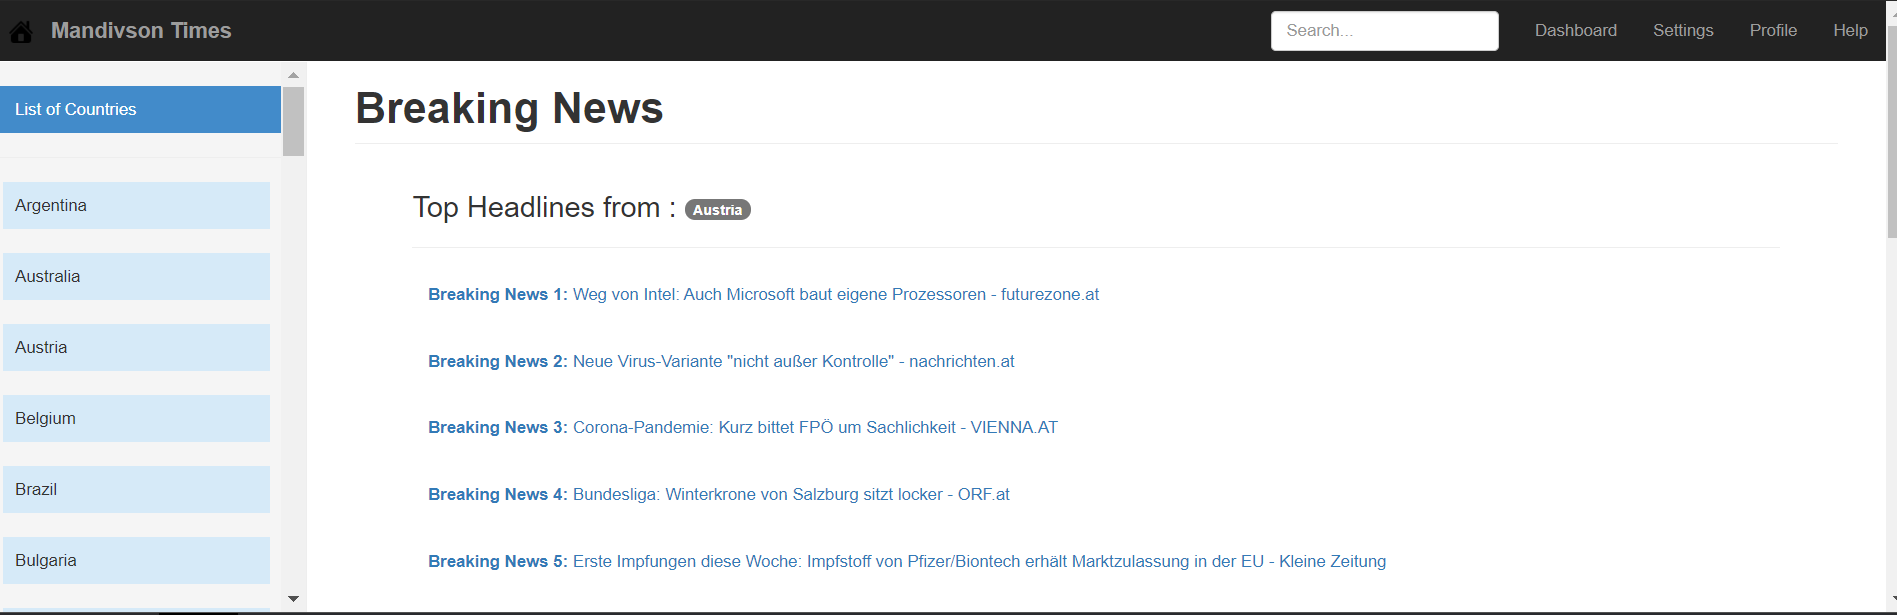 Mandivson Times
Search...
Dashboard
Settings
Profile
Help
List of Countries
Argentina
Australia
Austria
Belgium
Brazil
Bulgaria
Breaking News
Top Headlines from : Austria
Breaking News 1: Weg von Intel: Auch Microsoft baut eigene Prozessoren - futurezone.at
Breaking News 2: Neue Virus-Variante "nicht außer Kontrolle" - nachrichten.at
Breaking News 3: Corona-Pandemie: Kurz bittet FPÖ um Sachlichkeit - VIENNA.AT
Breaking News 4: Bundesliga: Winterkrone von Salzburg sitzt locker - ORF.at
Breaking News 5: Erste Impfungen diese Woche: Impfstoff von Pfizer/Biontech erhält Marktzulassung in der EU - Kleine Zeitung